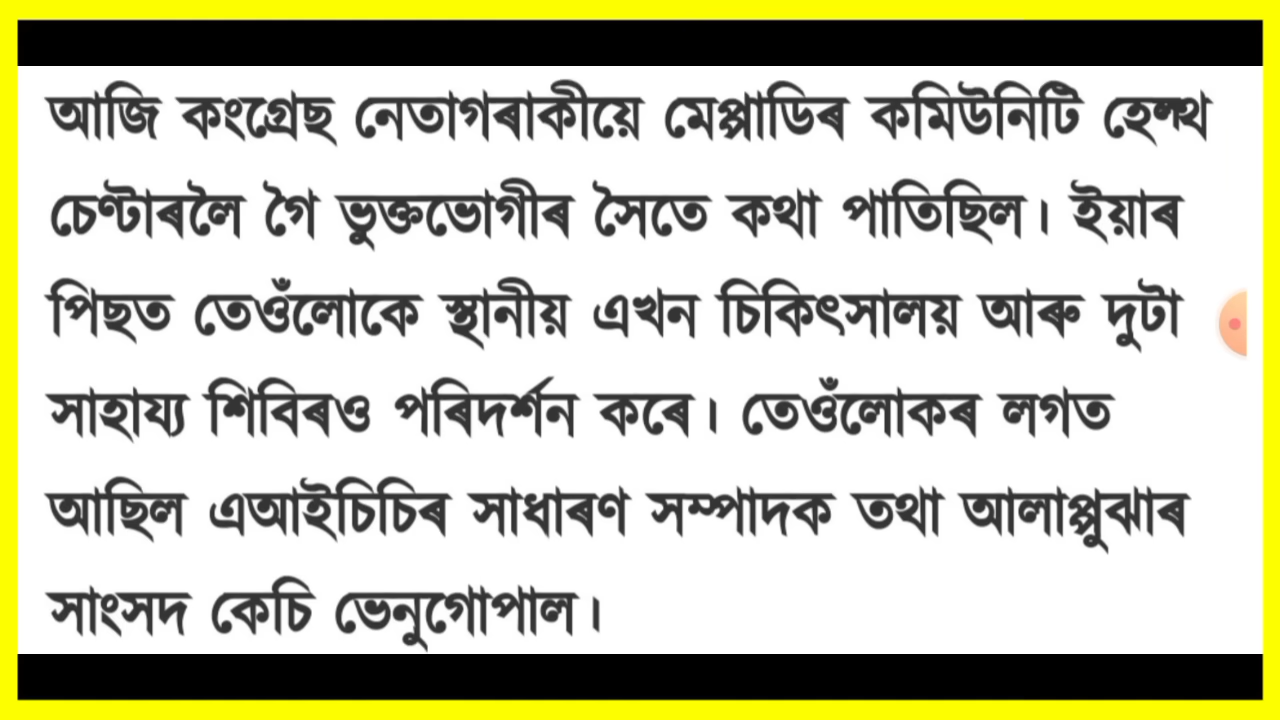 আজি কংগ্ৰেছ নেতাগৰাকীয়ে মেপ্পাডিৰ কমিউনিটি হেল্থ
চেণ্টাৰলৈ গৈ ভুক্তভোগীৰ সৈতে কথা পাতিছিল। ইয়াৰ
পিছত তেওঁলোকে স্থানীয় এখন চিকিৎসালয় আৰু দুটা
সাহায্য শিবিৰও পৰিদৰ্শন কৰে। তেওঁলোকৰ লগত
আছিল এআইচিচিৰ সাধাৰণ সম্পাদক তথা আলাপ্পুঝাৰ
সাংসদ কেচি ভেনুগোপাল।